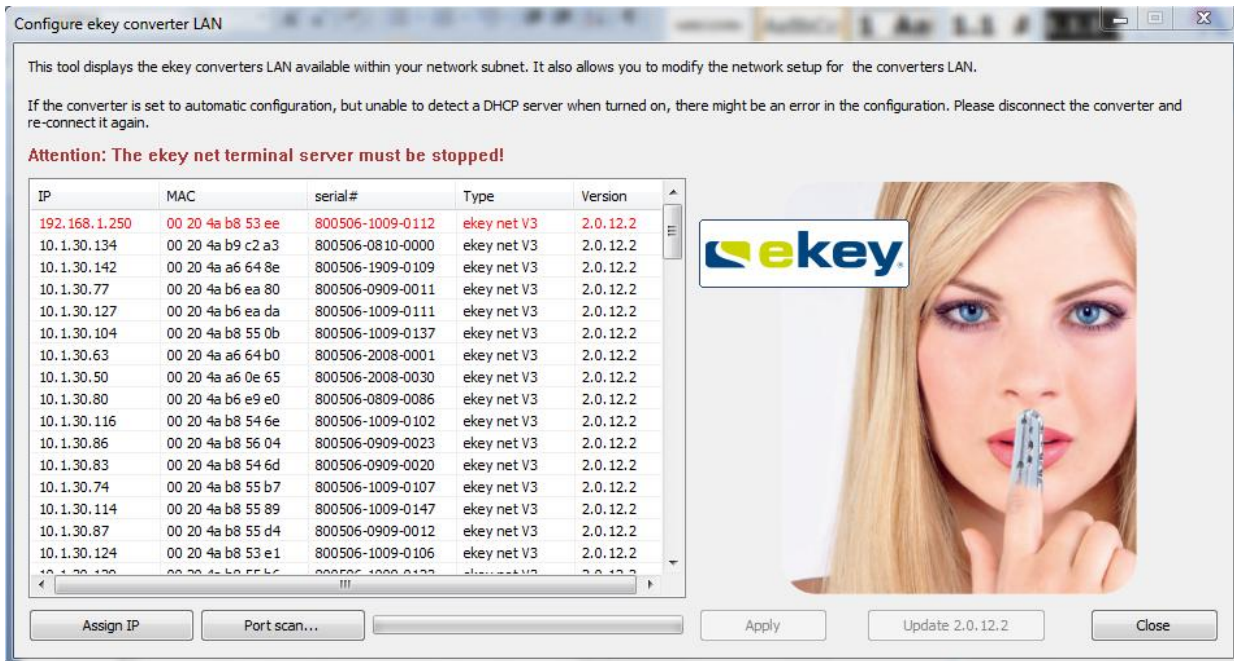 Configure ekey converter LAN
This tool displays the ekey converters LAN available within your network subnet. It also allows you to modify the network setup for the converters LAN.
If the converter is set to automatic configuration, but unable to detect a DHCP server when turned on, there might be an error in the configuration. Please disconnect the converter and
re-connect it again.
Attention: The ekey net terminal server must be stopped!
IP MAC serial# Type Version
192.168.1.250 00 20 4a b8 53 ee 800506-1009-0112 ekey net V3 2.0.12.2
10.1.30.134 00 20 4a b9 c2 a3 800506-0810-0000 ekey net V3 2.0.12.2
10.1.30.142 00 20 4a a6 64 8e 800506-1909-0109 ekey net V3 2.0.12.2
10.1.30.77 00 20 4a b6 ea 80 800506-0909-0011 ekey net V3 2.0.12.2
10.1.30.127 00 20 4a b6 ea da 800506-1009-0111 ekey net V3 2.0.12.2
10.1.30.104 00 20 4a b8 55 0b 800506-1009-0137 ekey net V3 2.0.12.2
10.1.30.63 00 20 4a a6 64 b0 800506-2008-0001 ekey net V3 2.0.12.2
10.1.30.50 00 20 4a a6 0e 65 800506-2008-0030 ekey net V3 2.0.12.2
10.1.30.80 00 20 4a b6 e9 e0 800506-0809-0086 ekey net V3 2.0.12.2
10.1.30.116 00 20 4a b8 54 6e 800506-1009-0102 ekey net V3 2.0.12.2
10.1.30.86 00 20 4a b8 56 04 800506-0909-0023 ekey net V3 2.0.12.2
10.1.30.83 00 20 4a b8 54 6d 800506-0909-0020 ekey net V3 2.0.12.2
10.1.30.74 00 20 4a b8 55 b7 800506-1009-0107 ekey net V3 2.0.12.2
10.1.30.114 00 20 4a b8 55 89 800506-1009-0147 ekey net V3 2.0.12.2
10.1.30.87 00 20 4a b8 55 d4 800506-0909-0012 ekey net V3 2.0.12.2
10.1.30.124 00 20 4a b8 53 e1 800506-1009-0106 ekey net V3 2.0.12.2
ekey
Assign IP Port scan... Apply Update 2.0.12.2 Close